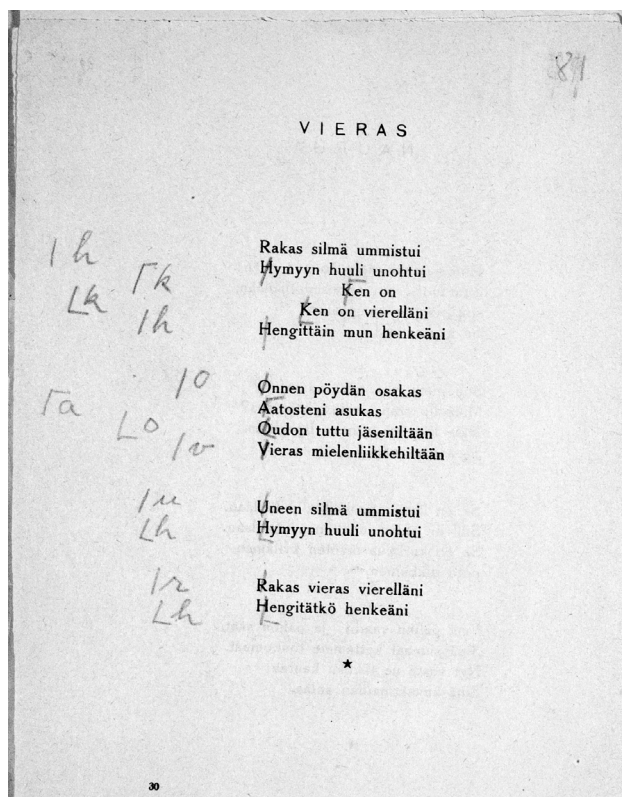 81
VIERAS
Rakas silmä ummistui
Hymyyn huuli unohtui
Ken on
Ken on vierelläni
Hengittäin mun henkeäni
Onnen pöydän osakas
Aatosteni asukas
Oudon tuttu jäseniltään
Vieras mielenliikkehiltään
Uneen silmä ummistui
Hymyyn huuli unohtui
Rakas vieras vierelläni
Hengitätkö henkeäni
30
h
k
k
h
o
a
o
v
u
h
r
h